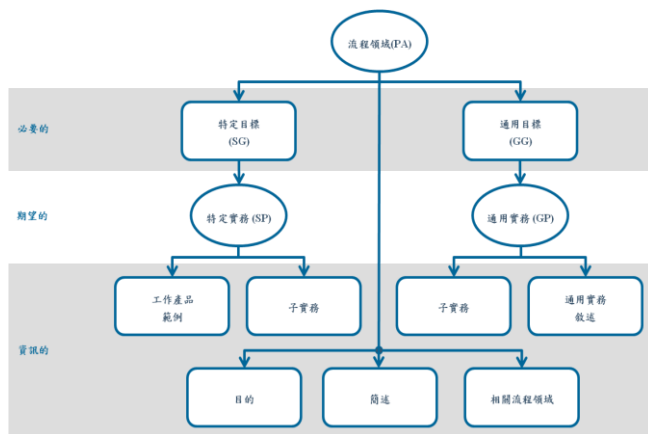 流程領域(PA)
必要的
特定目標
(SG)
通用目標
(GG)
期望的
特定實務 (SP)
通用實務 (GP)
工作產品
範例
子實務
子實務
通用實務
敘述
資訊的
目的
簡述
相關流程領域